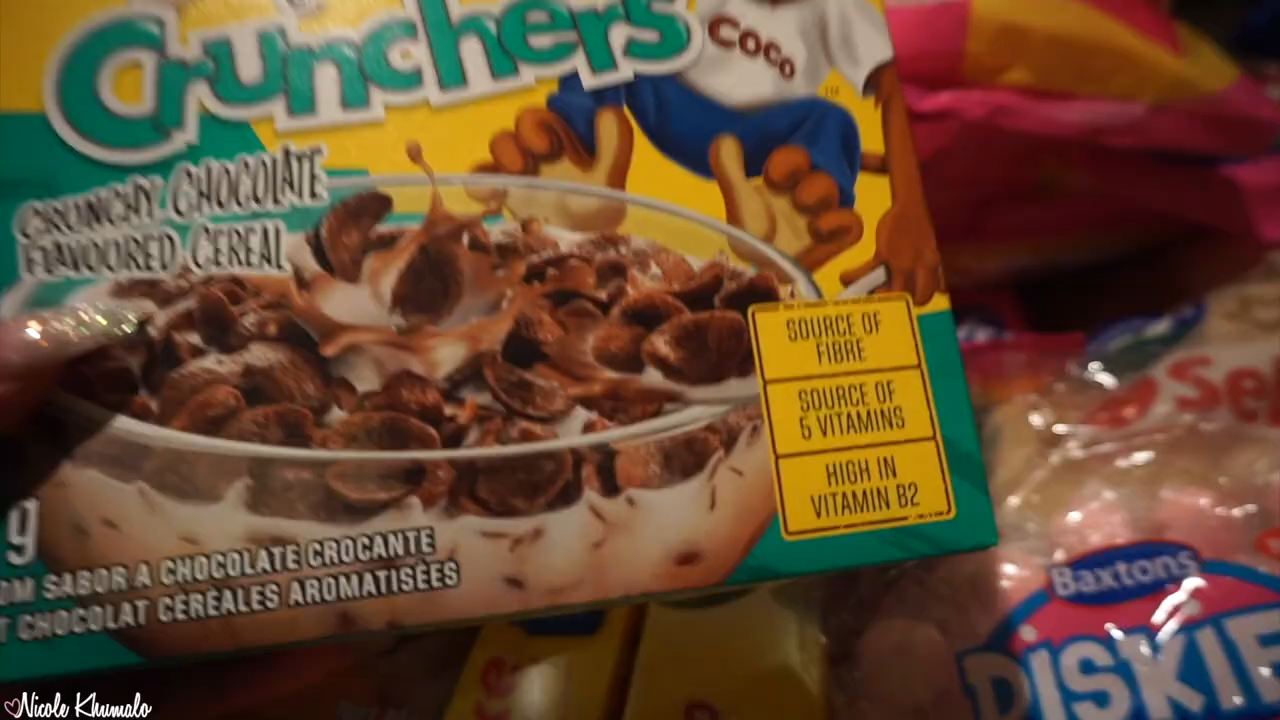 Crunchers
COCO
CRUNCHY CHOCOLATE
FLAVOURED CEREAL
SOURCE OF
FIBRE
SOURCE OF
5 VITAMINS
HIGH IN
VITAMIN B2
g
SABOR A CHOCOLATE CROCANTE
CHOCOLAT CÉRÉALES AROMATISÉES
Baxtons
Nicole Khumalo